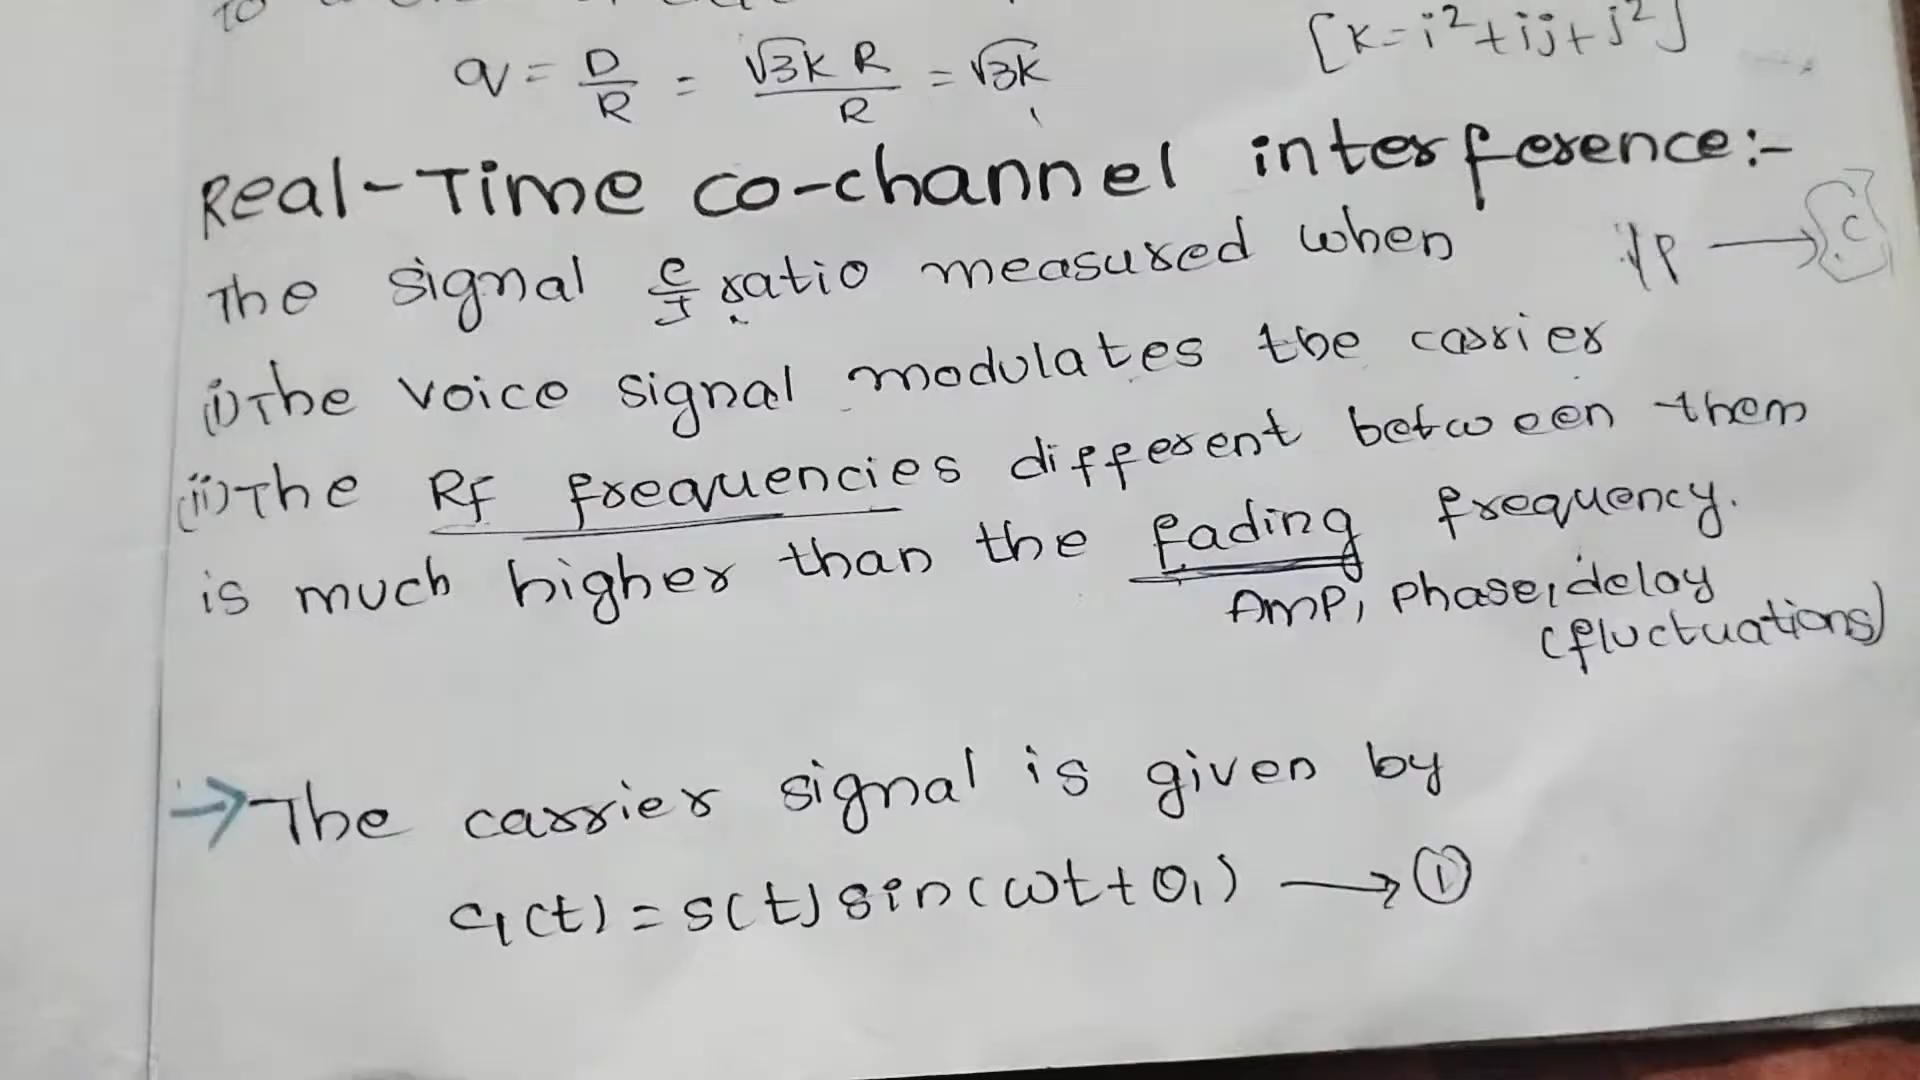 to
q = D/R = √3K R/R = √3K
[K = i²+ij+j²]
Real-Time co-channel interference:-
The signal C/I ratio measured when
i/p → C
(i) The voice signal modulates the carrier
(ii) The RF frequencies different between them
is much higher than the fading frequency.
Amp, phase, delay
(fluctuations)
→ The carrier signal is given by
c₁(t) = s(t) sin(ωt+θ₁) → ①